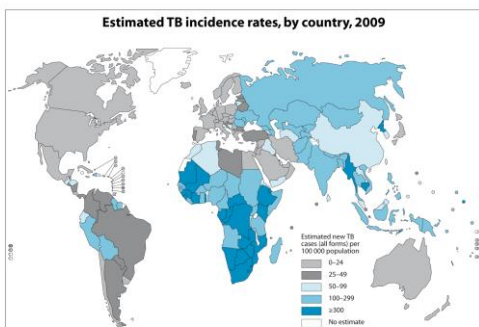 Estimated TB incidence rates, by country, 2009
Estimated new TB
cases (all forms) per
100 000 population
0–24
25–49
50–99
100–299
≥300
No estimate